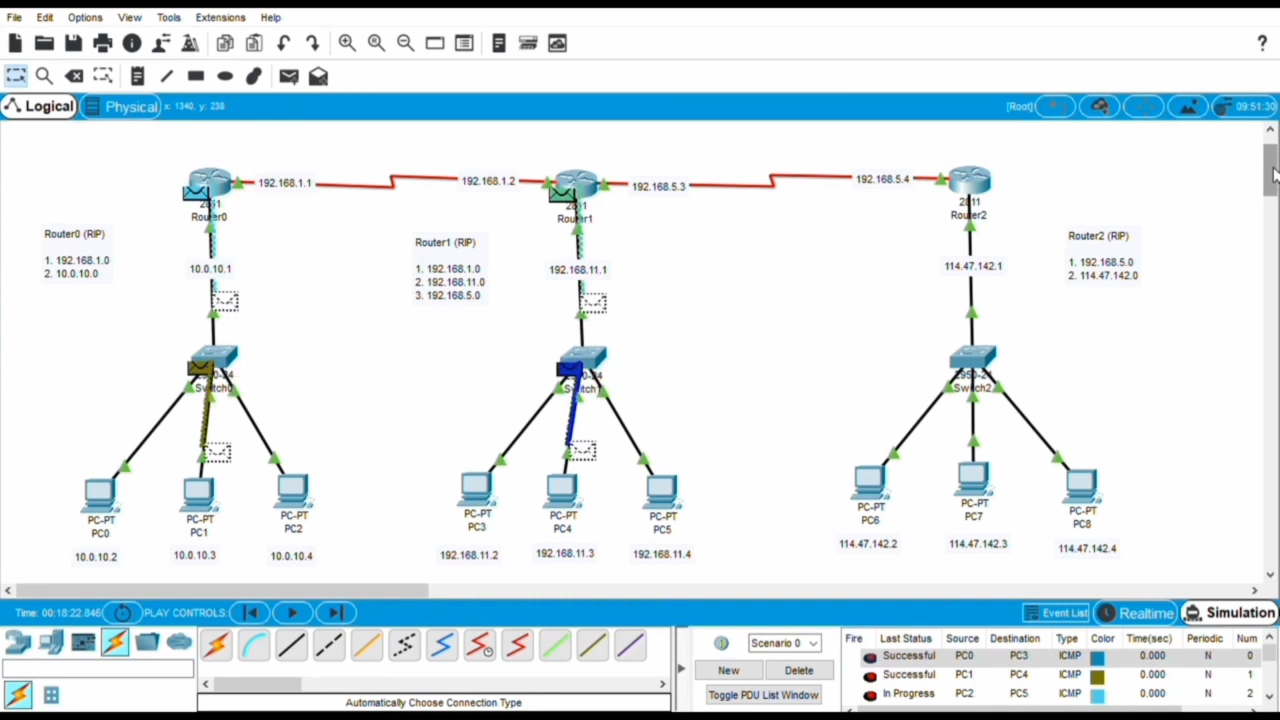 File Edit Options View Tools Extensions Help
?
Logical Physical x: 1340, y: 238 [Root] 09:51:30
192.168.1.1 192.168.1.2 192.168.5.3 192.168.5.4
2811
Router0
Router1
2811
Router2
Router0 (RIP)
1. 192.168.1.0
2. 10.0.10.0
Router1 (RIP)
1. 192.168.1.0
2. 192.168.11.0
3. 192.168.5.0
Router2 (RIP)
1. 192.168.5.0
2. 114.47.142.0
10.0.10.1 192.168.11.1 114.47.142.1
Switch2
PC-PT
PC0
10.0.10.2
PC-PT
PC1
10.0.10.3
PC-PT
PC2
10.0.10.4
PC-PT
PC3
192.168.11.2
PC-PT
PC4
192.168.11.3
PC-PT
PC5
192.168.11.4
PC-PT
PC6
114.47.142.2
PC-PT
PC7
114.47.142.3
PC-PT
PC8
114.47.142.4
Time: 00:18:22.846 PLAY CONTROLS: Event List Realtime Simulation
Scenario 0
New Delete
Toggle PDU List Window
Automatically Choose Connection Type
Fire Last Status Source Destination Type Color Time(sec) Periodic Num
Successful PC0 PC3 ICMP 0.000 N 0
Successful PC1 PC4 ICMP 0.000 N 1
In Progress PC2 PC5 ICMP 0.000 N 2